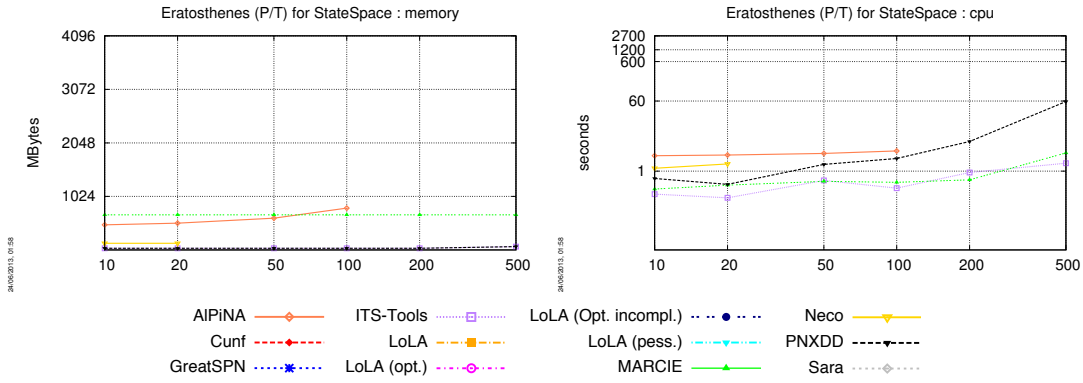 Eratosthenes (P/T) for StateSpace : memory
4096
3072
2048
1024
MBytes
10 20 50 100 200 500
24/06/2013, 01:58
Eratosthenes (P/T) for StateSpace : cpu
2700
1200
600
60
1
seconds
10 20 50 100 200 500
24/06/2013, 01:58
AlPiNA ITS-Tools LoLA (Opt. incompl.) Neco
Cunf LoLA LoLA (pess.) PNXDD
GreatSPN LoLA (opt.) MARCIE Sara